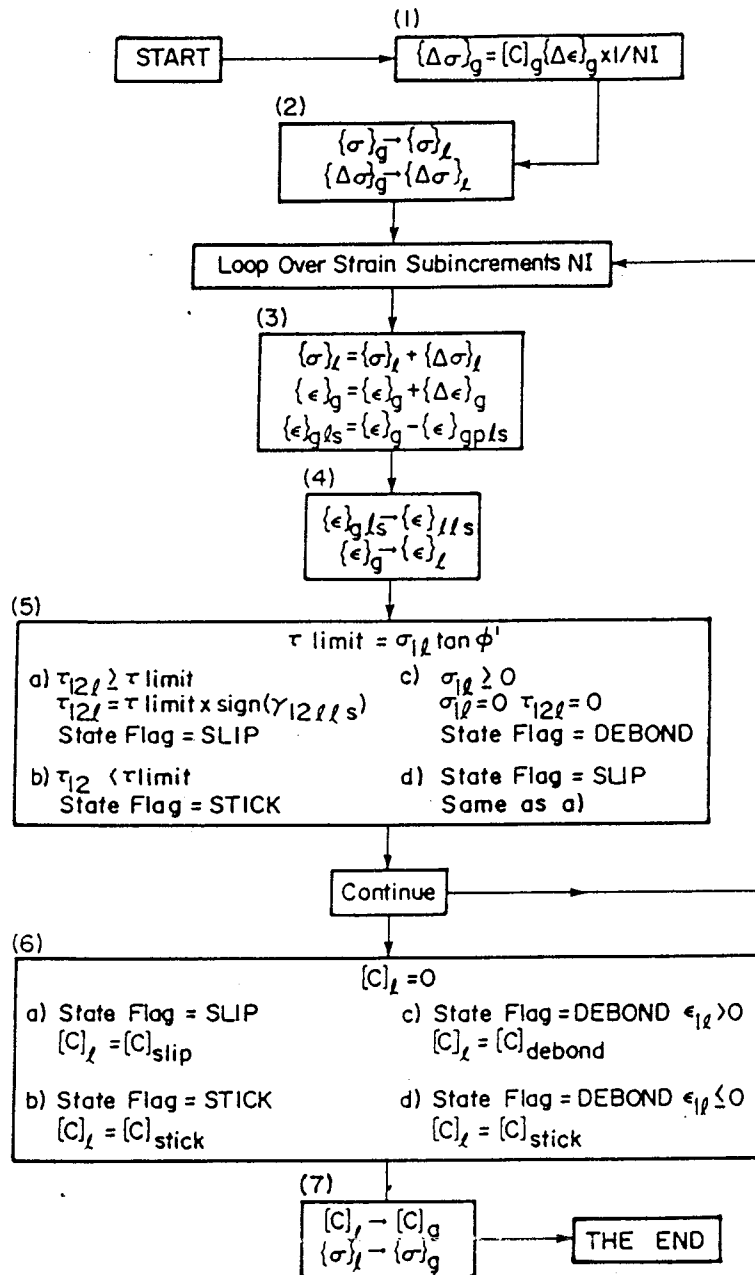 (1)
START
{Δσ}g = [C]g{Δϵ}g x1/NI
(2)
{σ}g → {σ}ℓ
{Δσ}g → {Δσ}ℓ
Loop Over Strain Subincrements NI
(3)
{σ}ℓ = {σ}ℓ + {Δσ}ℓ
{ϵ}g = {ϵ}g + {Δϵ}g
{ϵ}gℓs = {ϵ}g - {ϵ}gpℓs
(4)
{ϵ}gℓs → {ϵ}ℓℓs
{ϵ}g → {ϵ}ℓ
(5)
τ limit = σ1ℓ tan ϕ'
a) τ12ℓ ≥ τ limit
τ12ℓ = τ limit x sign(γ12ℓℓs)
State Flag = SLIP
b) τ12 < τlimit
State Flag = STICK
c) σ1ℓ ≥ 0
σ1ℓ=0 τ12ℓ=0
State Flag = DEBOND
d) State Flag = SLIP
Same as a)
Continue
(6)
[C]ℓ = 0
a) State Flag = SLIP
[C]ℓ = [C]slip
b) State Flag = STICK
[C]ℓ = [C]stick
c) State Flag = DEBOND ϵ1ℓ > 0
[C]ℓ = [C]debond
d) State Flag = DEBOND ϵ1ℓ ≤ 0
[C]ℓ = [C]stick
(7)
[C]ℓ → [C]g
{σ}ℓ → {σ}g
THE END